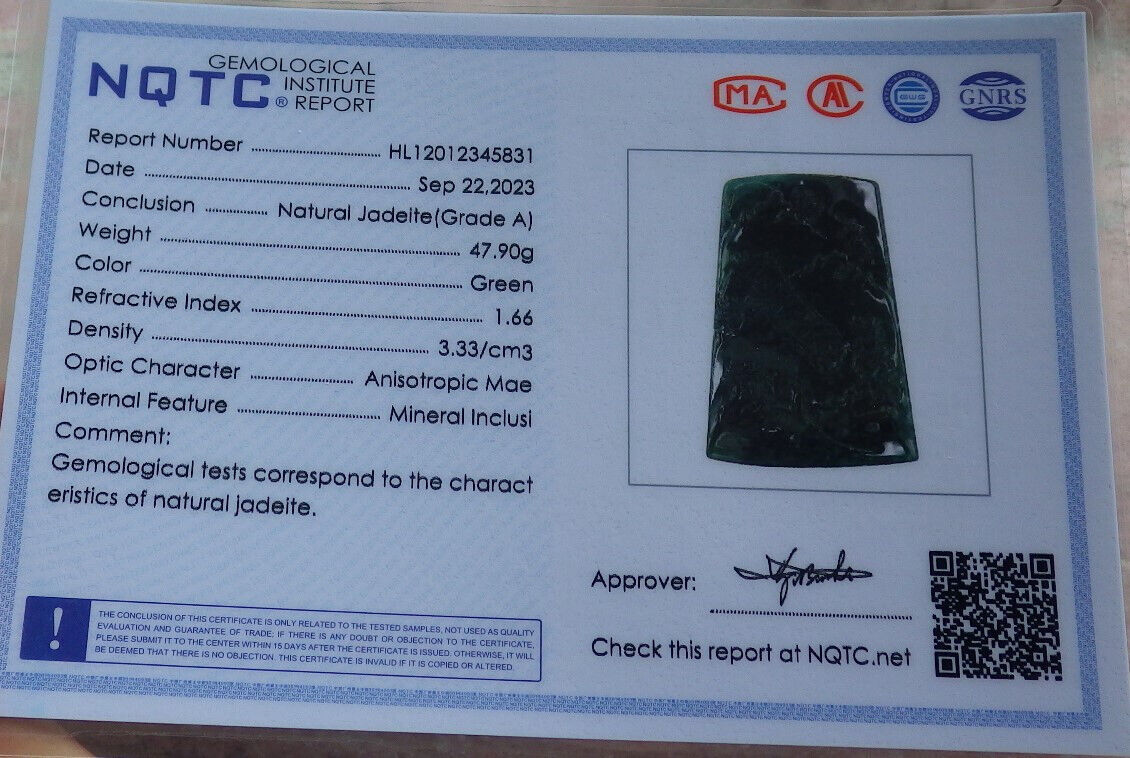 NQTC® GEMOLOGICAL INSTITUTE REPORT
MA
AC
GNRS
Report Number HL12012345831
Date Sep 22,2023
Conclusion Natural Jadeite(Grade A)
Weight 47.90g
Color Green
Refractive Index 1.66
Density 3.33/cm3
Optic Character Anisotropic Mae
Internal Feature Mineral Inclusi
Comment:
Gemological tests correspond to the charact
eristics of natural jadeite.
!
THE CONCLUSION OF THIS CERTIFICATE IS ONLY RELATED TO THE TESTED SAMPLES, NOT USED AS QUALITY
EVALUATION AND GUARANTEE OF TRADE; IF THERE IS ANY DOUBT OR OBJECTION TO THE CERTIFICATE,
PLEASE SUBMIT IT TO THE CENTER WITHIN 15 DAYS AFTER THE CERTIFICATE IS ISSUED. OTHERWISE, IT WILL
BE DEEMED THAT THERE IS NO OBJECTION. THIS CERTIFICATE IS INVALID IF IT IS COPIED OR ALTERED.
Approver:
Check this report at NQTC.net